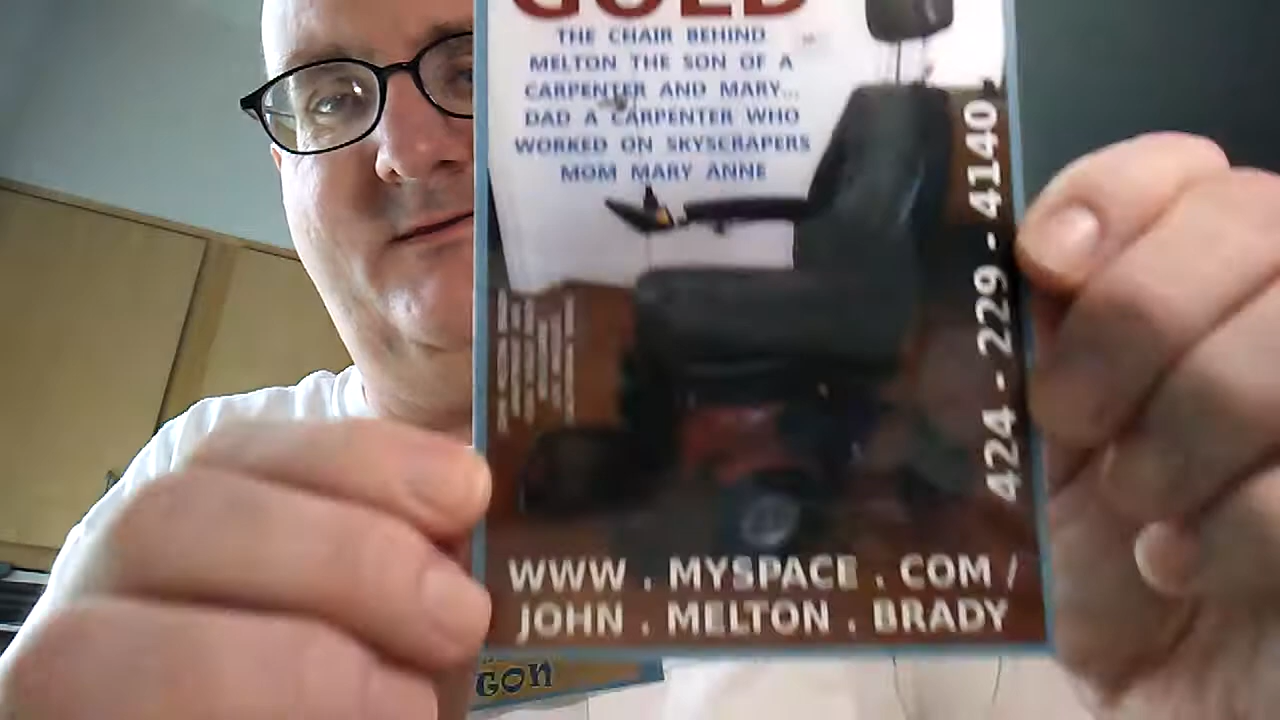 GOLD
THE CHAIR BEHIND
MELTON THE SON OF A
CARPENTER AND MARY...
DAD A CARPENTER WHO
WORKED ON SKYSCRAPERS
MOM MARY ANNE
424 - 229 - 4140
WWW . MYSPACE . COM /
JOHN . MELTON . BRADY
GON